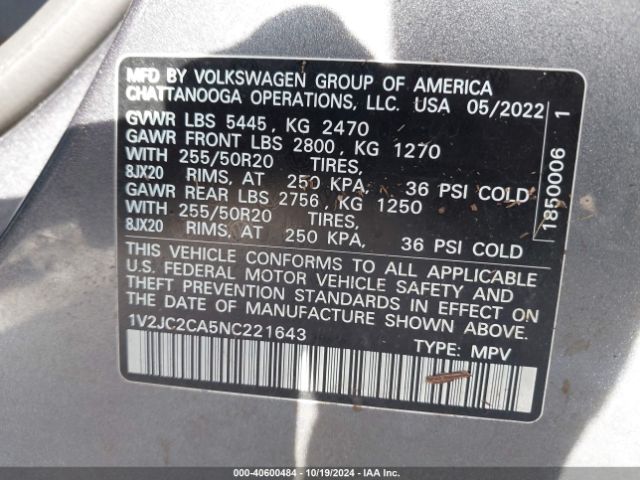 MFD BY VOLKSWAGEN GROUP OF AMERICA
CHATTANOOGA OPERATIONS, LLC. USA 05/2022
GVWR LBS 5445, KG 2470
GAWR FRONT LBS 2800, KG 1270
WITH 255/50R20 TIRES,
8JX20 RIMS, AT 250 KPA, 36 PSI COLD
GAWR REAR LBS 2756, KG 1250
WITH 255/50R20 TIRES,
8JX20 RIMS, AT 250 KPA, 36 PSI COLD
THIS VEHICLE CONFORMS TO ALL APPLICABLE
U.S. FEDERAL MOTOR VEHICLE SAFETY AND
THEFT PREVENTION STANDARDS IN EFFECT ON
THE DATE OF MANUFACTURE SHOWN ABOVE.
1V2JC2CA5NC221643 TYPE: MPV
1850006 1
000-40600484 - 10/19/2024 - IAA Inc.